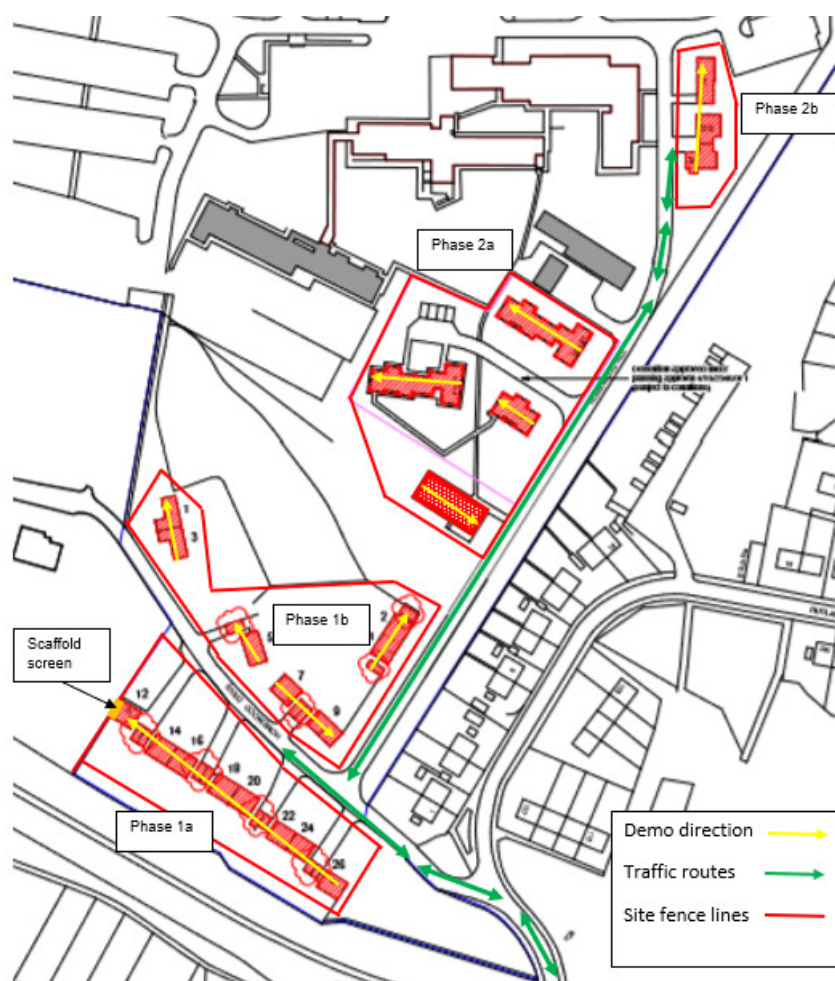 Phase 2b
Phase 2a
1
3
Phase 1b
2
7
9
Scaffold
screen
12
14
16
18
20
22
24
26
Phase 1a
Demo direction
Traffic routes
Site fence lines